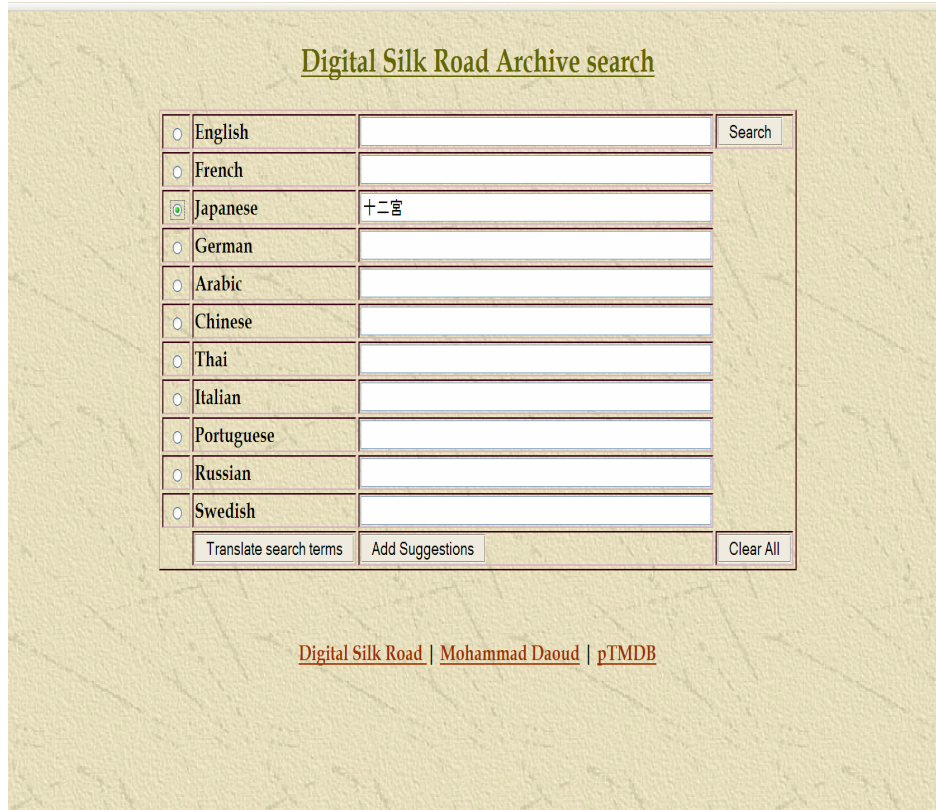 Digital Silk Road Archive search
English Search
French
Japanese 十二宮
German
Arabic
Chinese
Thai
Italian
Portuguese
Russian
Swedish
Translate search terms Add Suggestions Clear All
Digital Silk Road | Mohammad Daoud | pTMDB